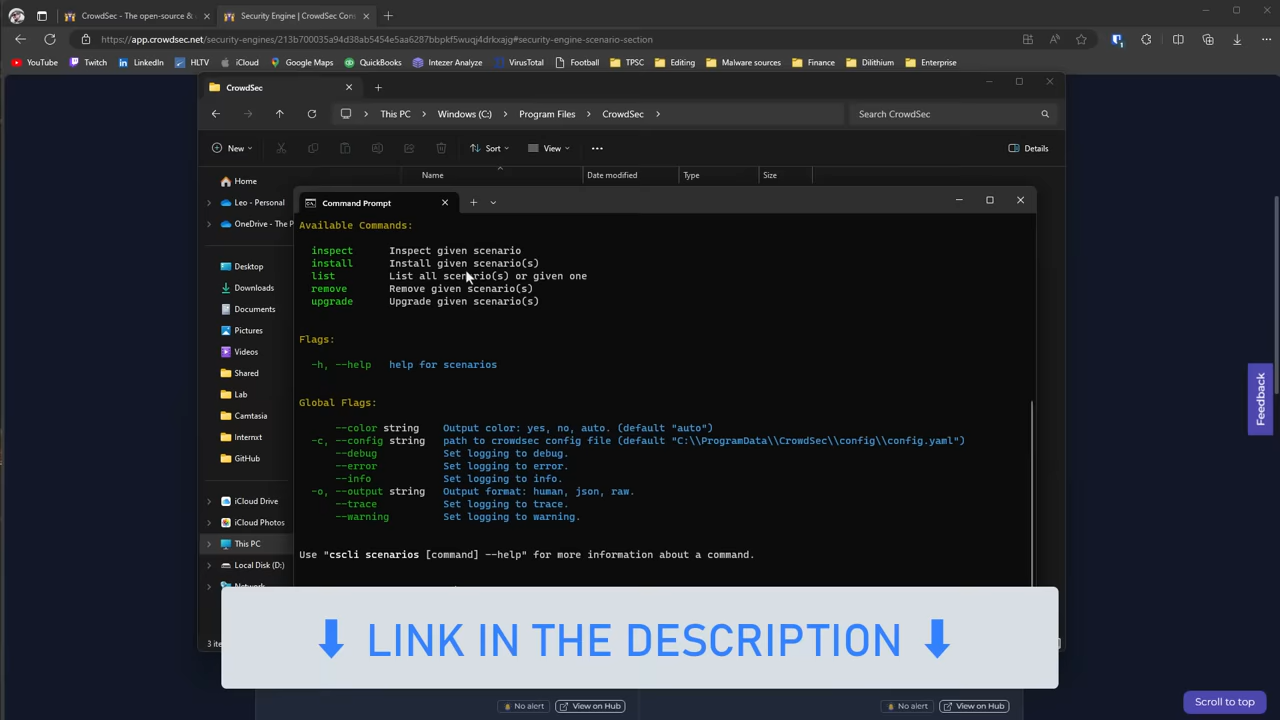 CrowdSec - The open-source &
Security Engine | CrowdSec Con
https://app.crowdsec.net/security-engines/213b700035a94d38ab5454e5aa6287bbpkf5wuqj4drkxajg#security-engine-scenario-section
YouTube Twitch LinkedIn HLTV iCloud Google Maps QuickBooks Intezer Analyze VirusTotal Football TPSC Editing Malware sources Finance Dilithium Enterprise
CrowdSec
This PC Windows (C:) Program Files CrowdSec
Search CrowdSec
New Sort View Details
Name Date modified Type Size
Home
Leo - Personal
OneDrive - The P
Desktop
Downloads
Documents
Pictures
Videos
Shared
Lab
Camtasia
Internxt
GitHub
iCloud Drive
iCloud Photos
This PC
Local Disk (D:)
Network
3 ite
Command Prompt
Available Commands:
inspect Inspect given scenario
install Install given scenario(s)
list List all scenario(s) or given one
remove Remove given scenario(s)
upgrade Upgrade given scenario(s)
Flags:
-h, --help help for scenarios
Global Flags:
--color string Output color: yes, no, auto. (default "auto")
-c, --config string path to crowdsec config file (default "C:\\ProgramData\\CrowdSec\\config\\config.yaml")
--debug Set logging to debug.
--error Set logging to error.
--info Set logging to info.
-o, --output string Output format: human, json, raw.
--trace Set logging to trace.
--warning Set logging to warning.
Use "cscli scenarios [command] --help" for more information about a command.
LINK IN THE DESCRIPTION
Feedback
No alert View on Hub
No alert View on Hub
Scroll to top